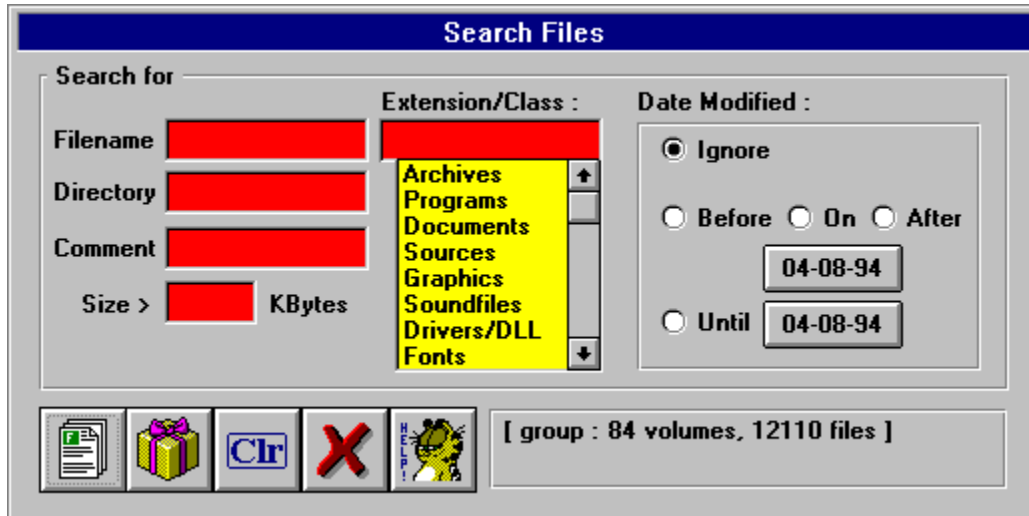 Search Files
Search for
Extension/Class :
Date Modified :
Filename
Directory
Comment
Size > KBytes
Archives
Programs
Documents
Sources
Graphics
Soundfiles
Drivers/DLL
Fonts
Ignore
Before On After
04-08-94
Until 04-08-94
F
Clr
X
HELP!
[ group : 84 volumes, 12110 files ]